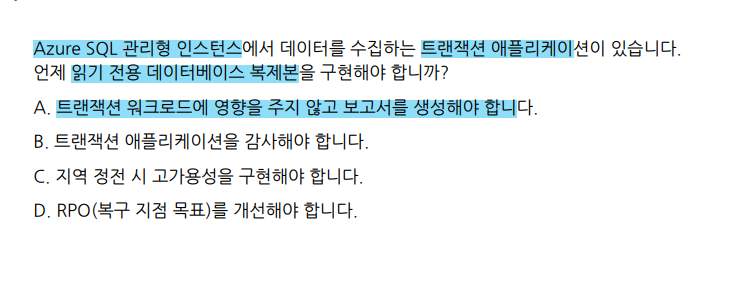 Azure SQL 관리형 인스턴스에서 데이터를 수집하는 트랜잭션 애플리케이션이 있습니다.
언제 읽기 전용 데이터베이스 복제본을 구현해야 합니까?
A. 트랜잭션 워크로드에 영향을 주지 않고 보고서를 생성해야 합니다.
B. 트랜잭션 애플리케이션을 감사해야 합니다.
C. 지역 정전 시 고가용성을 구현해야 합니다.
D. RPO(복구 지점 목표)를 개선해야 합니다.